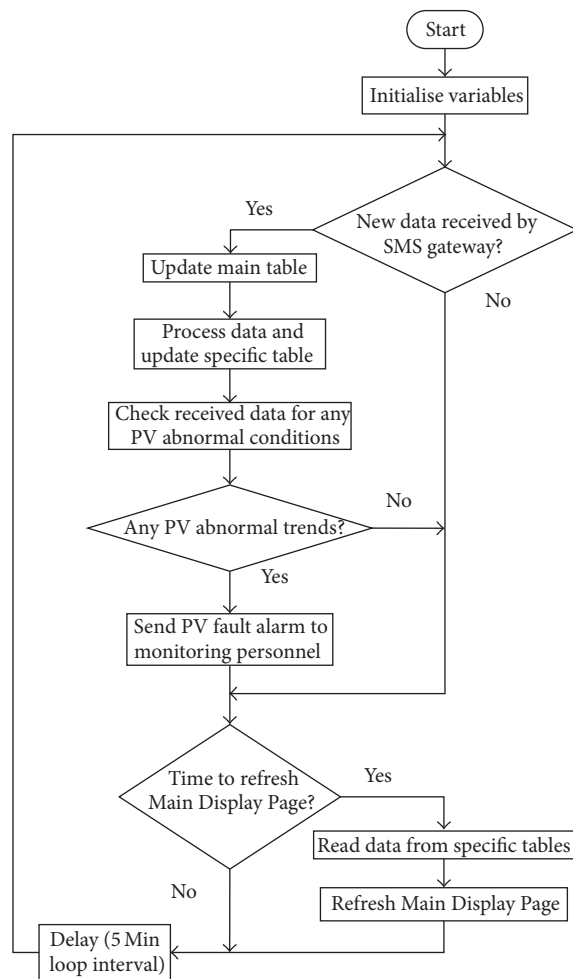 Start
Initialise variables
New data received by
SMS gateway?
Yes
No
Update main table
Process data and
update specific table
Check received data for any
PV abnormal conditions
Any PV abnormal trends?
No
Yes
Send PV fault alarm to
monitoring personnel
Time to refresh
Main Display Page?
Yes
Read data from specific tables
Refresh Main Display Page
No
Delay (5 Min
loop interval)